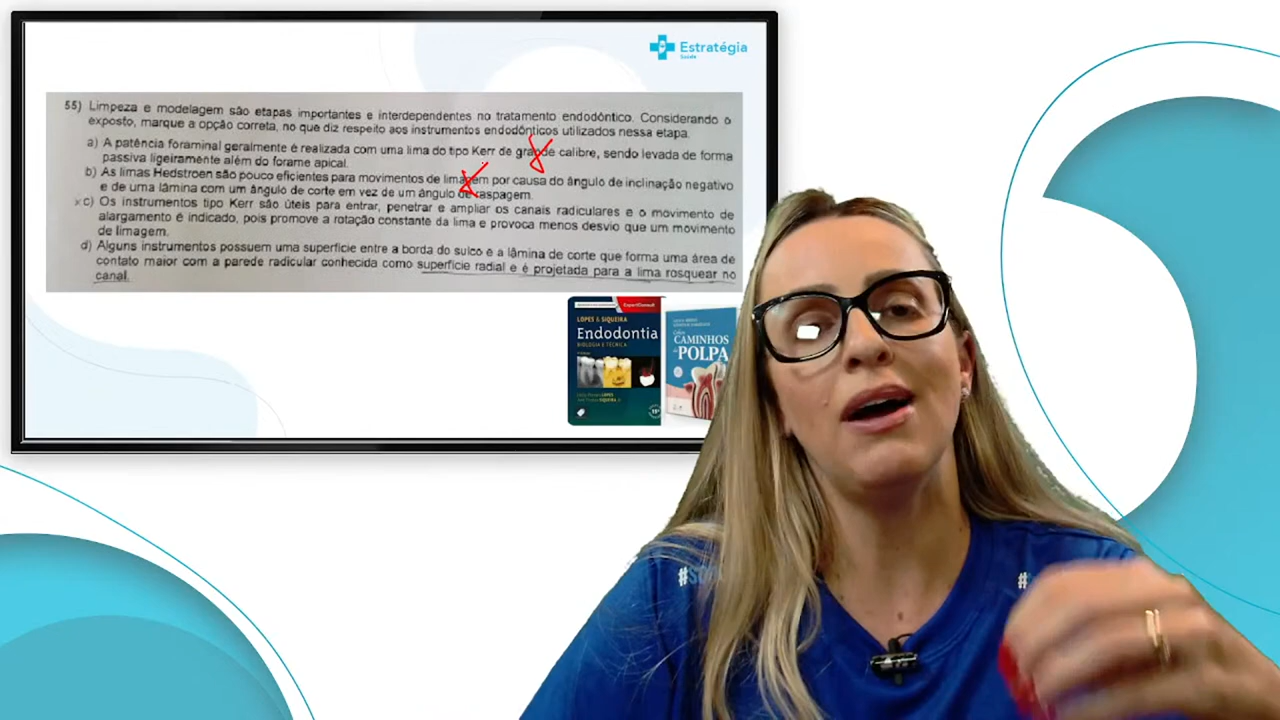 Estratégia
Saúde
55) Limpeza e modelagem são etapas importantes e interdependentes no tratamento endodôntico. Considerando o
exposto, marque a opção correta, no que diz respeito aos instrumentos endodônticos utilizados nessa etapa.
a) A patência foraminal geralmente é realizada com uma lima do tipo Kerr de grande calibre, sendo levada de forma
passiva ligeiramente além do forame apical.
b) As limas Hedstroen são pouco eficientes para movimentos de limagem por causa do ângulo de inclinação negativo
e de uma lâmina com um ângulo de corte em vez de um ângulo de raspagem.
xc) Os instrumentos tipo Kerr são úteis para entrar, penetrar e ampliar os canais radiculares e o movimento de
alargamento é indicado, pois promove a rotação constante da lima e provoca menos desvio que um movimento
de limagem.
d) Alguns instrumentos possuem uma superfície entre a borda do sulco e a lâmina de corte que forma uma área de
contato maior com a parede radicular conhecida como superfície radial e é projetada para a lima rosquear no
canal.
ExpertConsult
LOPES & SIQUEIRA
Endodontia
BIOLOGIA E TÉCNICA
CAMINHOS
da POLPA